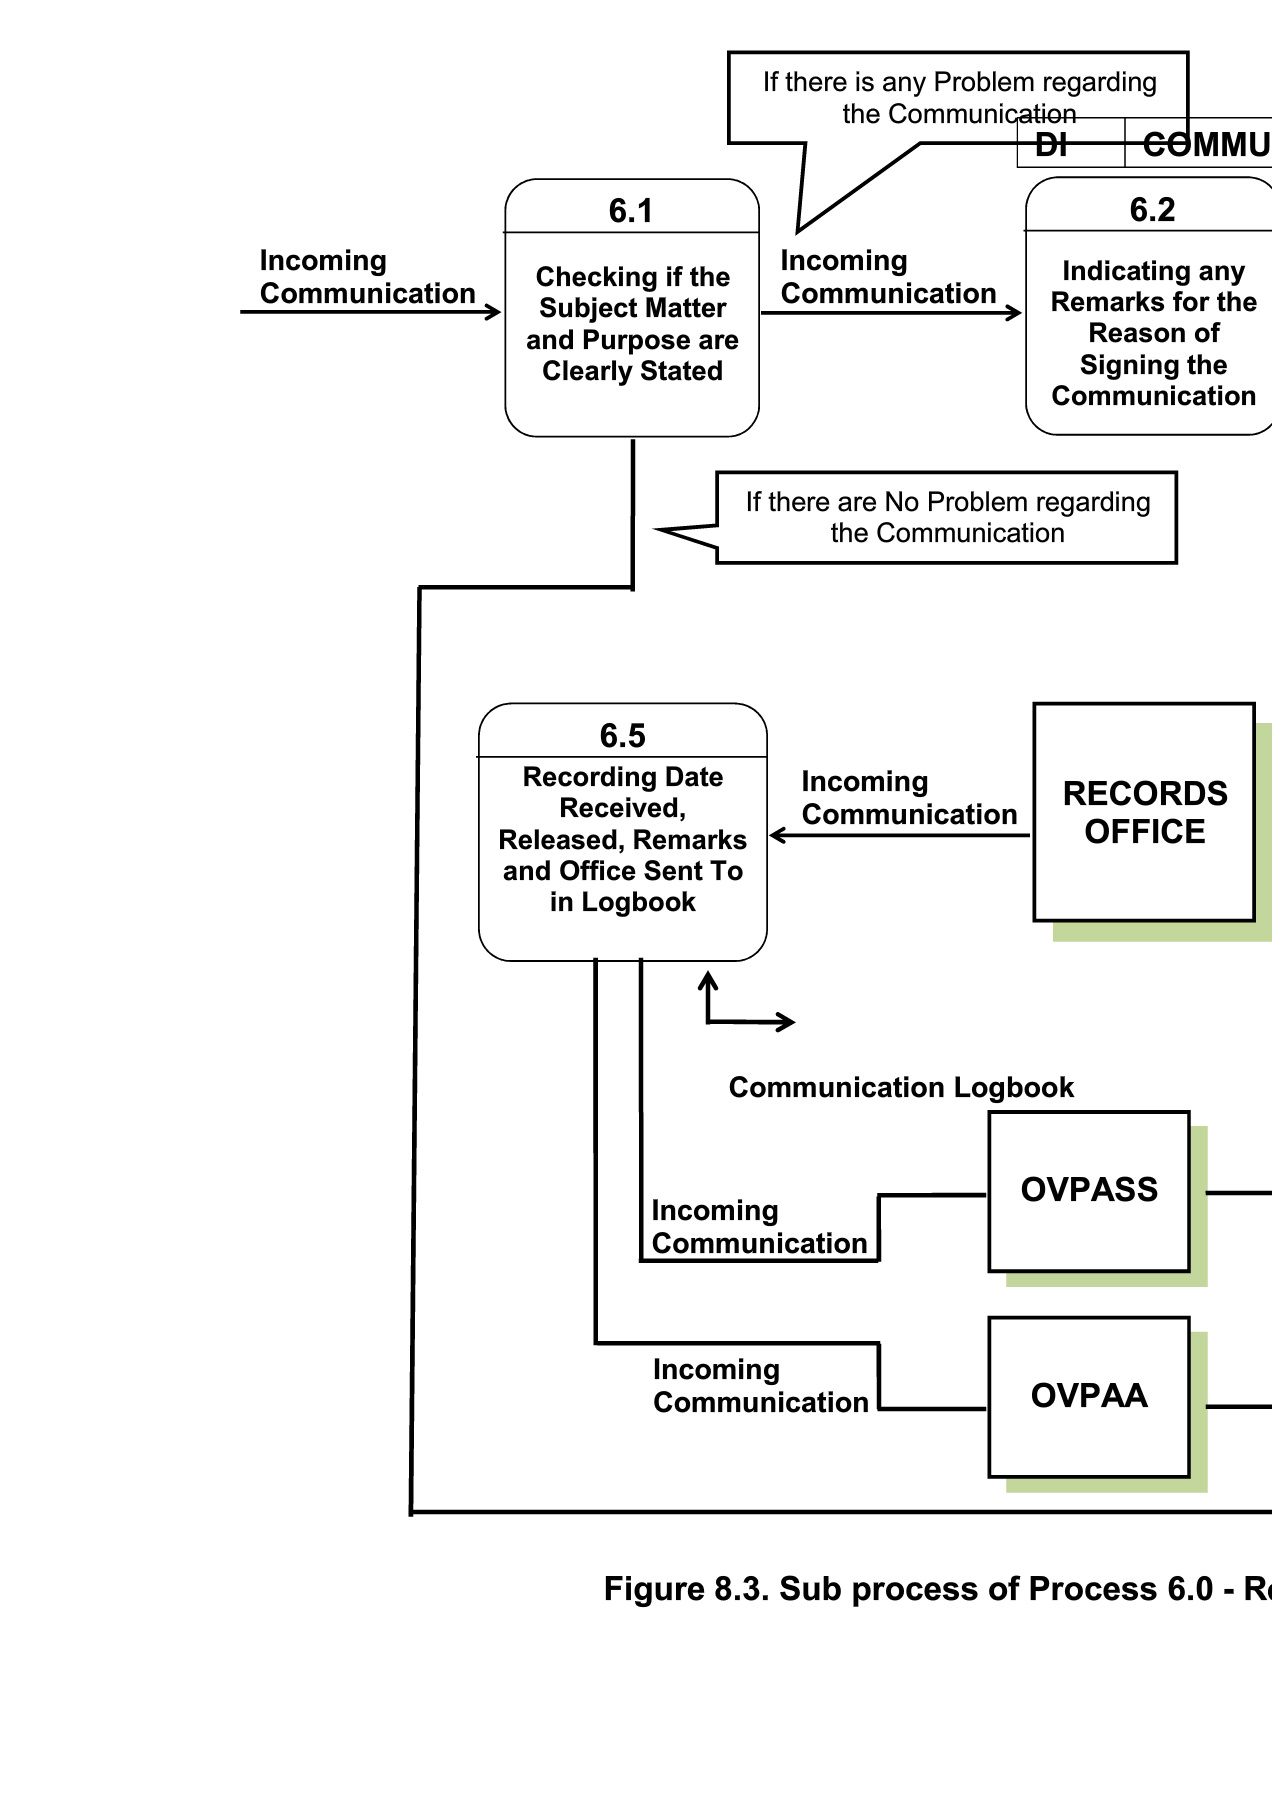 If there is any Problem regarding
the Communication
DI
COMMU
6.1
Checking if the
Subject Matter
and Purpose are
Clearly Stated
6.2
Indicating any
Remarks for the
Reason of
Signing the
Communication
Incoming
Communication
Incoming
Communication
If there are No Problem regarding
the Communication
6.5
Recording Date
Received,
Released, Remarks
and Office Sent To
in Logbook
Incoming
Communication
RECORDS
OFFICE
Communication Logbook
OVPASS
Incoming
Communication
Incoming
Communication
OVPAA
Figure 8.3. Sub process of Process 6.0 - Re